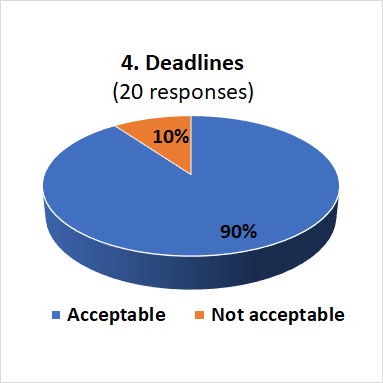 4. Deadlines
(20 responses)
10%
90%
Acceptable
Not acceptable